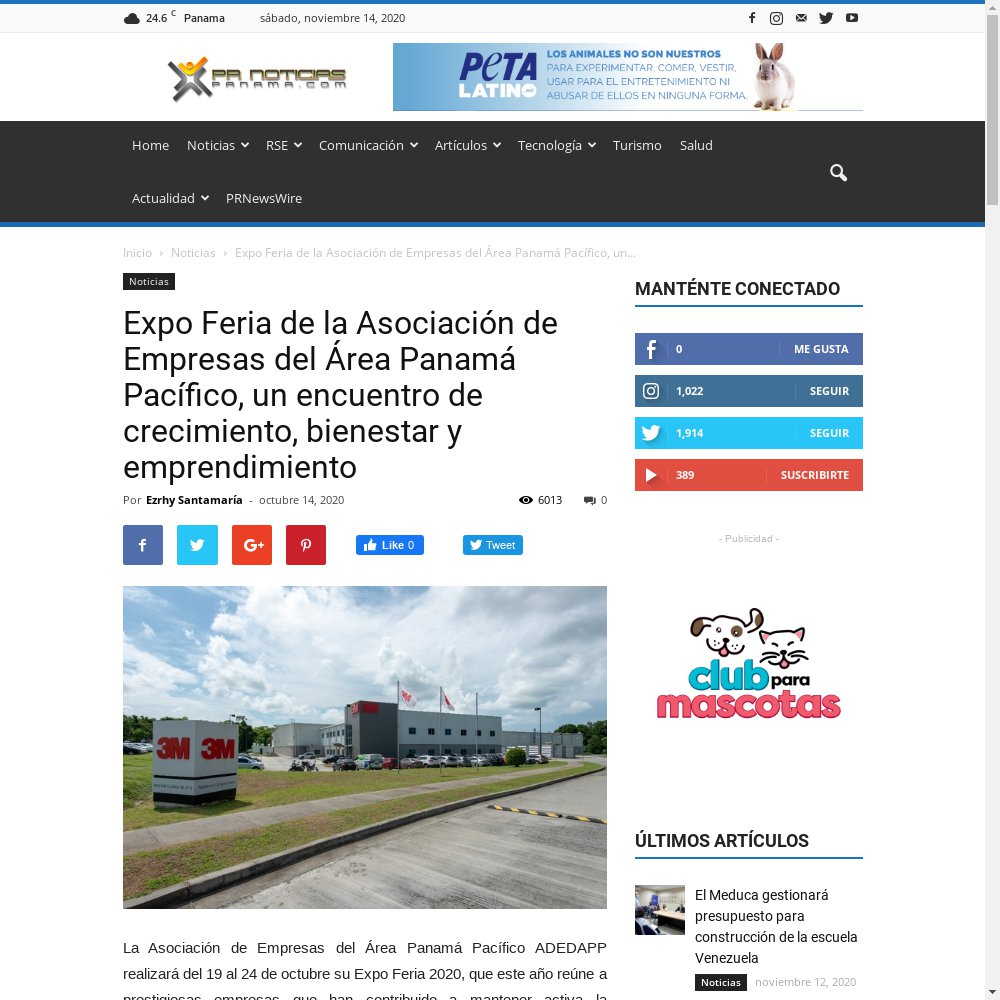 24.6 C Panama sábado, noviembre 14, 2020
PR NOTICIAS
PANAMA.COM
PETA
LATINO
LOS ANIMALES NO SON NUESTROS
PARA EXPERIMENTAR, COMER, VESTIR,
USAR PARA EL ENTRETENIMIENTO NI
ABUSAR DE ELLOS EN NINGUNA FORMA.
Home Noticias RSE Comunicación Artículos Tecnología Turismo Salud
Actualidad PRNewsWire
Inicio › Noticias › Expo Feria de la Asociación de Empresas del Área Panamá Pacífico, un...
Noticias
Expo Feria de la Asociación de
Empresas del Área Panamá
Pacífico, un encuentro de
crecimiento, bienestar y
emprendimiento
Por Ezrhy Santamaría - octubre 14, 2020 6013 0
Like 0 Tweet
3M 3M
3M
La Asociación de Empresas del Área Panamá Pacífico ADEDAPP
realizará del 19 al 24 de octubre su Expo Feria 2020, que este año reúne a
prestigiosas empresas que han contribuido a mantener activa la
MANTÉNTE CONECTADO
0 ME GUSTA
1,022 SEGUIR
1,914 SEGUIR
389 SUSCRIBIRTE
- Publicidad -
club para
mascotas
ÚLTIMOS ARTÍCULOS
El Meduca gestionará
presupuesto para
construcción de la escuela
Venezuela
Noticias noviembre 12, 2020